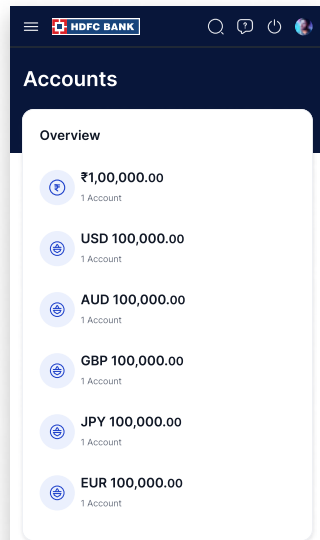 HDFC BANK
Accounts
Overview
₹1,00,000.00
1 Account
USD 100,000.00
1 Account
AUD 100,000.00
1 Account
GBP 100,000.00
1 Account
JPY 100,000.00
1 Account
EUR 100,000.00
1 Account